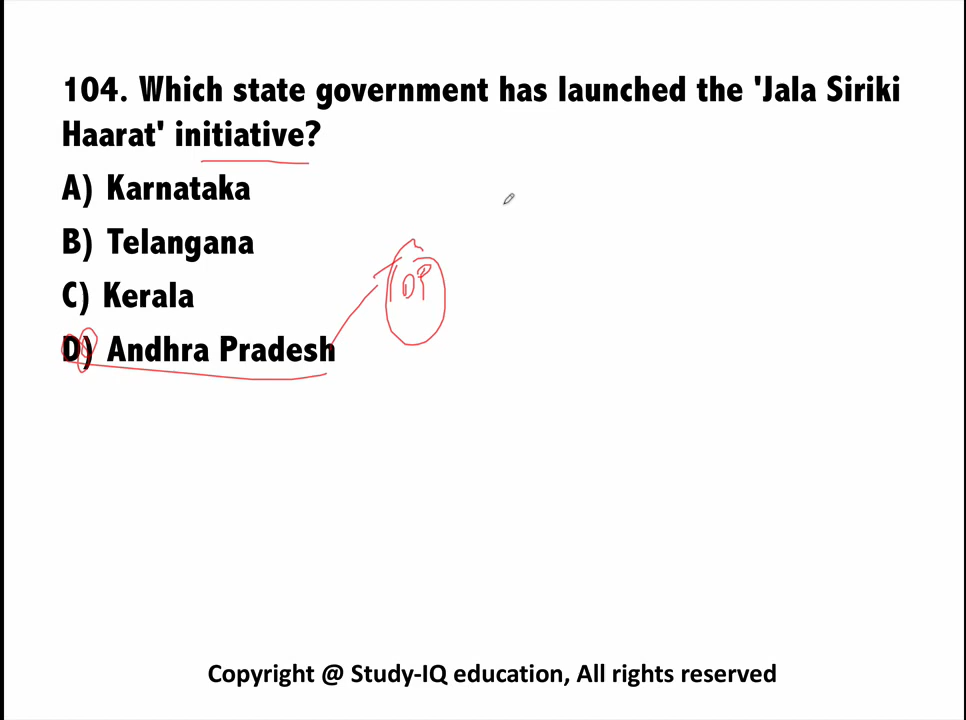 104. Which state government has launched the 'Jala Siriki
Haarat' initiative?
A) Karnataka
B) Telangana
C) Kerala
D) Andhra Pradesh
TDP
Copyright @ Study-IQ education, All rights reserved